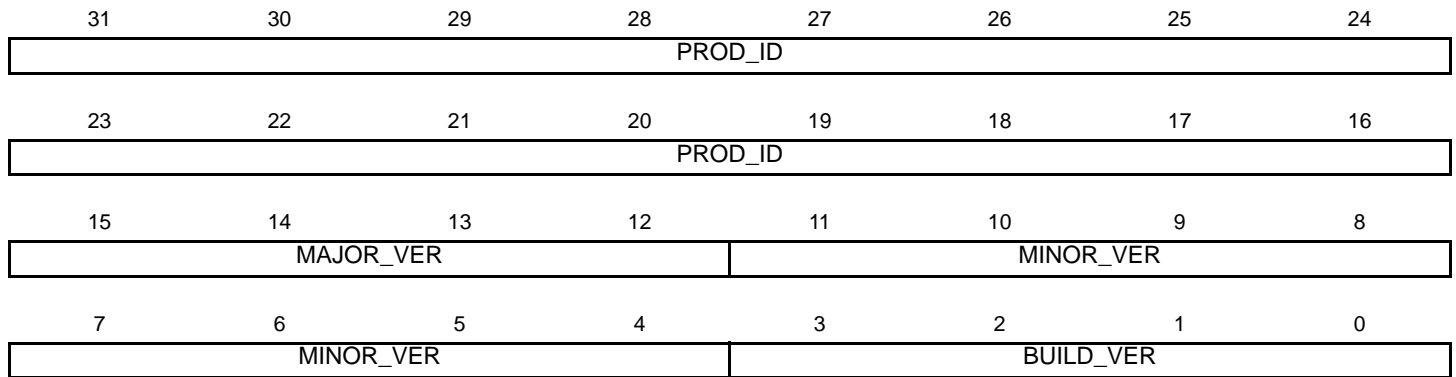 31 30 29 28 27 26 25 24
PROD_ID
23 22 21 20 19 18 17 16
PROD_ID
15 14 13 12 11 10 9 8
MAJOR_VER MINOR_VER
7 6 5 4 3 2 1 0
MINOR_VER BUILD_VER